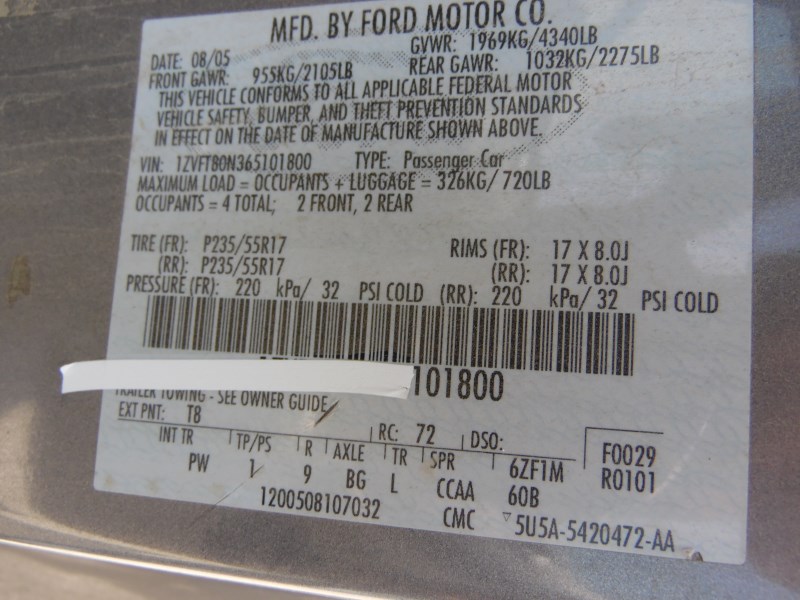 MFD. BY FORD MOTOR CO.
DATE: 08/05 GVWR: 1969KG/4340LB
FRONT GAWR: 955KG/2105LB REAR GAWR: 1032KG/2275LB
THIS VEHICLE CONFORMS TO ALL APPLICABLE FEDERAL MOTOR
VEHICLE SAFETY, BUMPER, AND THEFT PREVENTION STANDARDS
IN EFFECT ON THE DATE OF MANUFACTURE SHOWN ABOVE.
VIN: 1ZVFT80N365101800 TYPE: Passenger Car
MAXIMUM LOAD = OCCUPANTS + LUGGAGE = 326KG/ 720LB
OCCUPANTS = 4 TOTAL; 2 FRONT, 2 REAR
TIRE (FR): P235/55R17 RIMS (FR): 17 X 8.0J
(RR): P235/55R17 (RR): 17 X 8.0J
PRESSURE (FR): 220 kPa/ 32 PSI COLD (RR): 220 kPa/ 32 PSI COLD
101800
TRAILER TOWING - SEE OWNER GUIDE
EXT PNT: T8 RC: 72 DSO: F0029
INT TR TP/PS R AXLE TR SPR 6ZF1M R0101
PW 1 9 BG L CCAA 60B
1200508107032 CMC ▽5U5A-5420472-AA